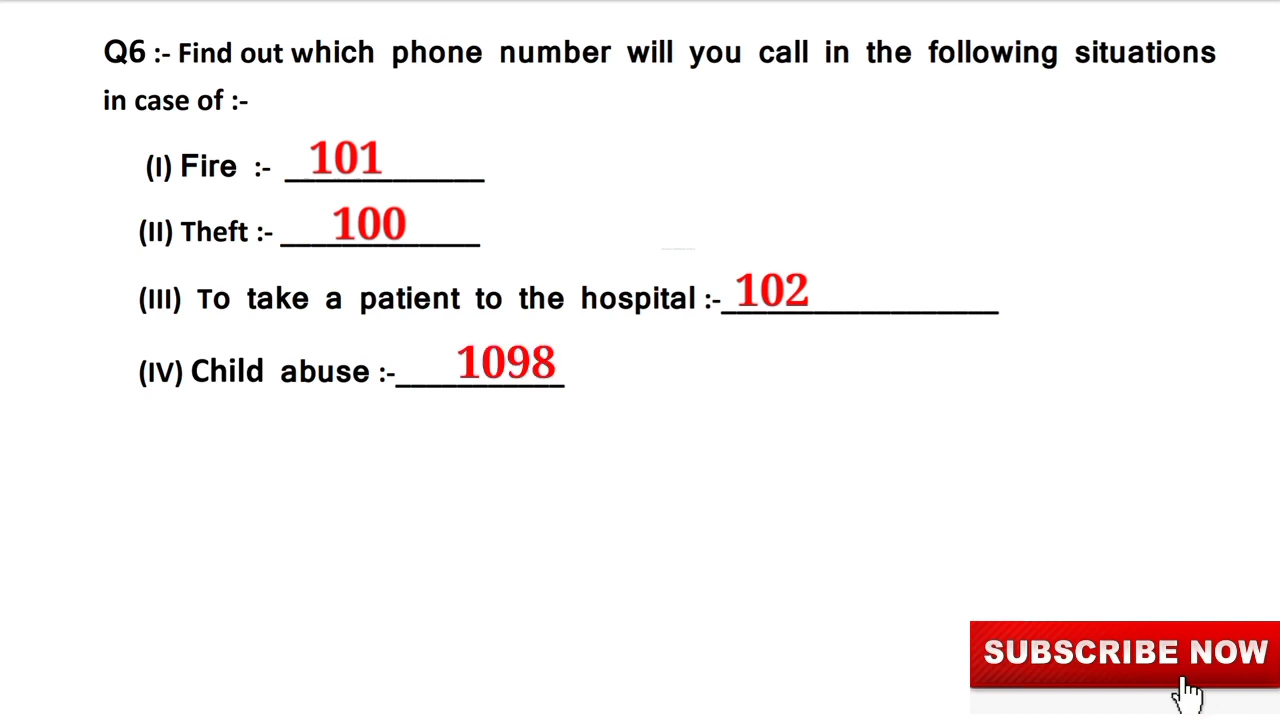 Q6 :- Find out which phone number will you call in the following situations
in case of :-
(I) Fire :- 101
(II) Theft :- 100
(III) To take a patient to the hospital :- 102
(IV) Child abuse :- 1098
SUBSCRIBE NOW